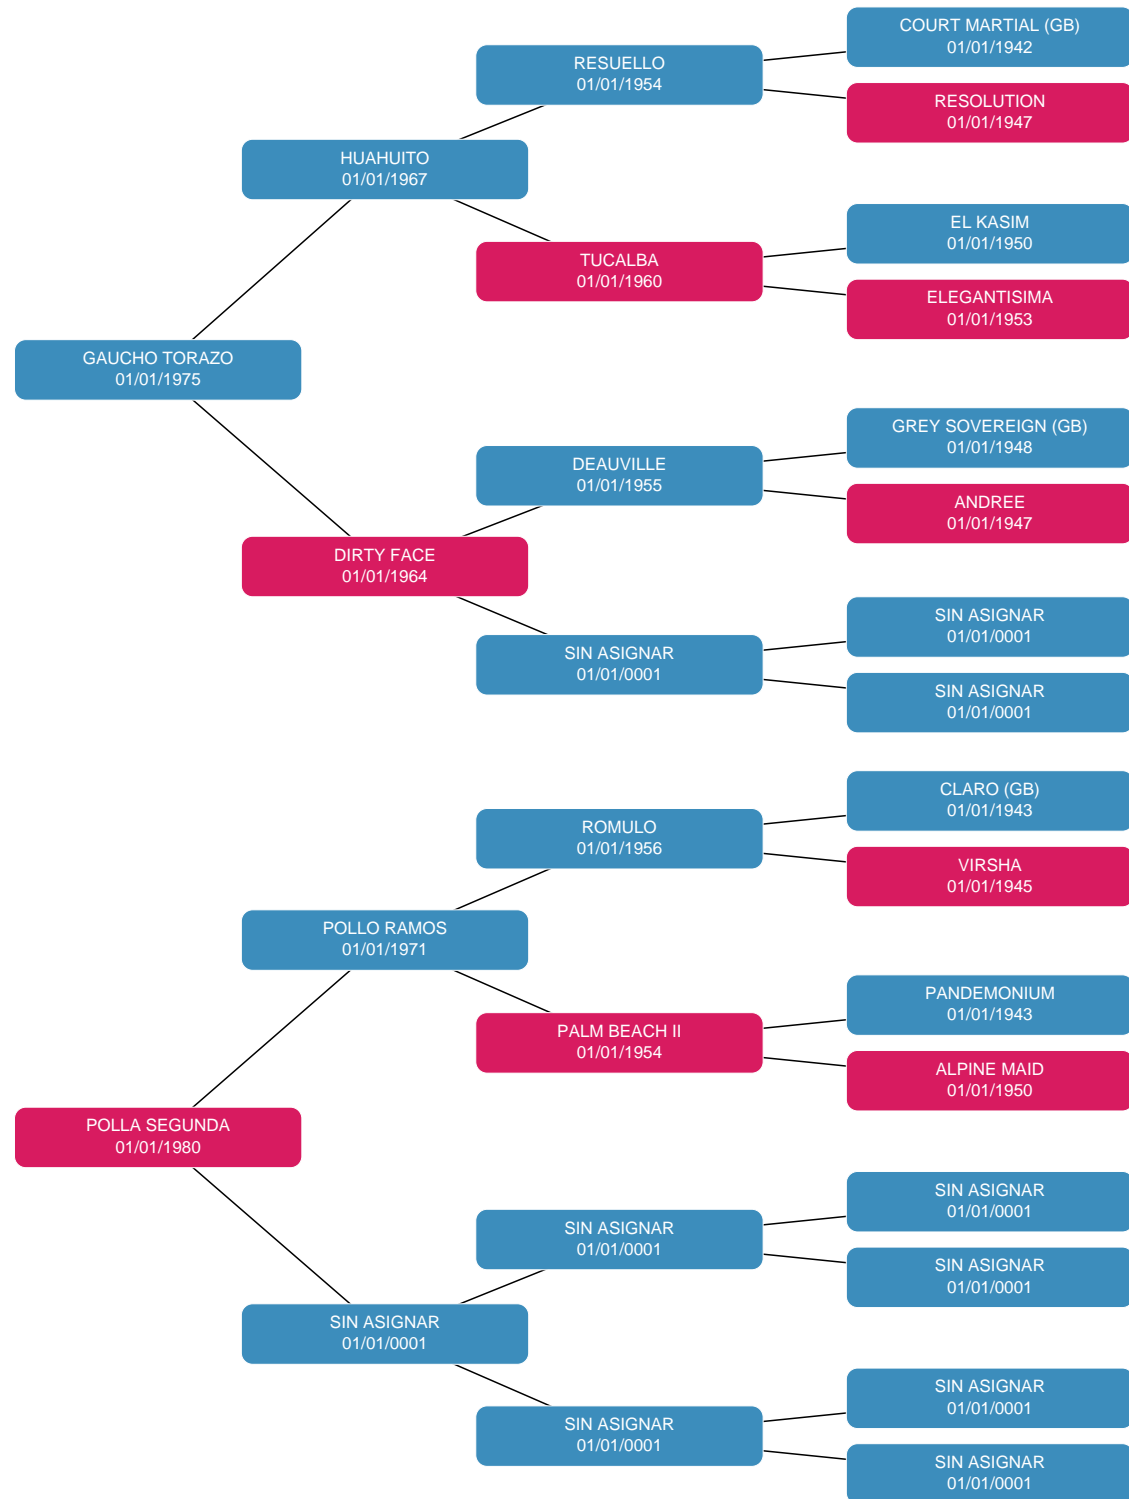 COURT MARTIAL (GB)
01/01/1942
RESUELLO
01/01/1954
RESOLUTION
01/01/1947
HUAHUITO
01/01/1967
EL KASIM
01/01/1950
TUCALBA
01/01/1960
ELEGANTISIMA
01/01/1953
GAUCHO TORAZO
01/01/1975
GREY SOVEREIGN (GB)
01/01/1948
DEAUVILLE
01/01/1955
ANDREE
01/01/1947
DIRTY FACE
01/01/1964
SIN ASIGNAR
01/01/0001
SIN ASIGNAR
01/01/0001
SIN ASIGNAR
01/01/0001
CLARO (GB)
01/01/1943
ROMULO
01/01/1956
VIRSHA
01/01/1945
POLLO RAMOS
01/01/1971
PANDEMONIUM
01/01/1943
PALM BEACH II
01/01/1954
ALPINE MAID
01/01/1950
POLLA SEGUNDA
01/01/1980
SIN ASIGNAR
01/01/0001
SIN ASIGNAR
01/01/0001
SIN ASIGNAR
01/01/0001
SIN ASIGNAR
01/01/0001
SIN ASIGNAR
01/01/0001
SIN ASIGNAR
01/01/0001
SIN ASIGNAR
01/01/0001